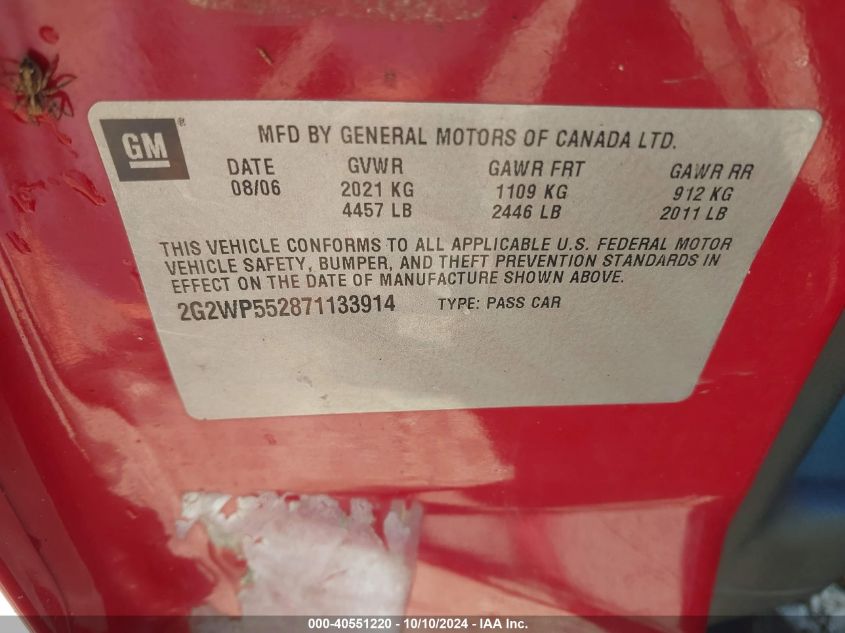 GM ®
MFD BY GENERAL MOTORS OF CANADA LTD.
DATE GVWR GAWR FRT GAWR RR
08/06 2021 KG 1109 KG 912 KG
4457 LB 2446 LB 2011 LB
THIS VEHICLE CONFORMS TO ALL APPLICABLE U.S. FEDERAL MOTOR
VEHICLE SAFETY, BUMPER, AND THEFT PREVENTION STANDARDS IN
EFFECT ON THE DATE OF MANUFACTURE SHOWN ABOVE.
2G2WP552871133914 TYPE: PASS CAR
000-40551220 - 10/10/2024 - IAA Inc.